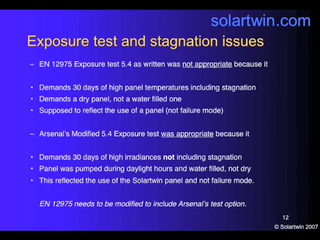 solartwin.com
Exposure test and stagnation issues
– EN 12975 Exposure test 5.4 as written was not appropriate because it
• Demands 30 days of high panel temperatures including stagnation
• Demands a dry panel, not a water filled one
• Supposed to reflect the use of a panel (not failure mode)
– Arsenal's Modified 5.4 Exposure test was appropriate because it
• Demands 30 days of high irradiances not including stagnation
• Panel was pumped during daylight hours and water filled, not dry
• This reflected the use of the Solartwin panel and not failure mode.
EN 12975 needs to be modified to include Arsenal's test option.
12
© Solartwin 2007